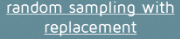 random sampling with
replacement